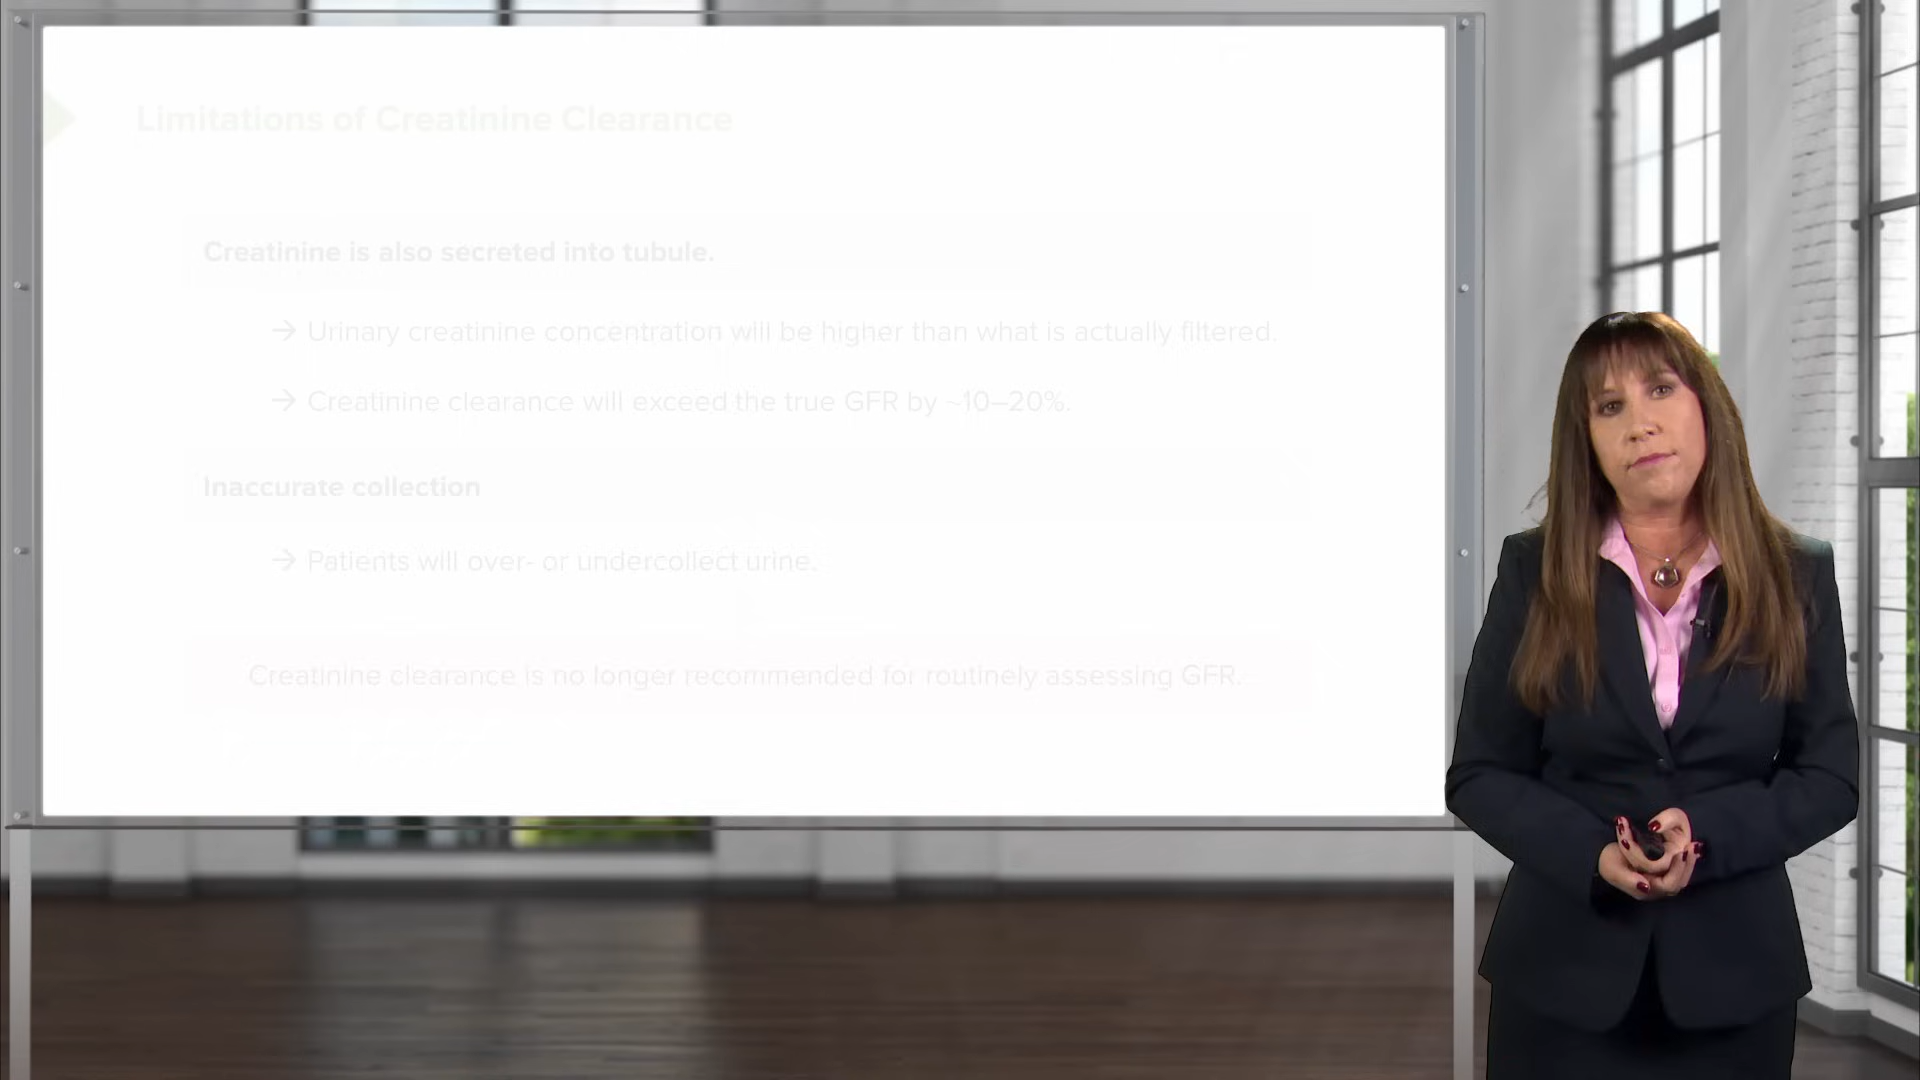 Limitations of Creatinine Clearance
Creatinine is also secreted into tubule.
→ Urinary creatinine concentration will be higher than what is actually filtered.
→ Creatinine clearance will exceed the true GFR by ~10–20%.
Inaccurate collection
→ Patients will over- or undercollect urine.
Creatinine clearance is no longer recommended for routinely assessing GFR.